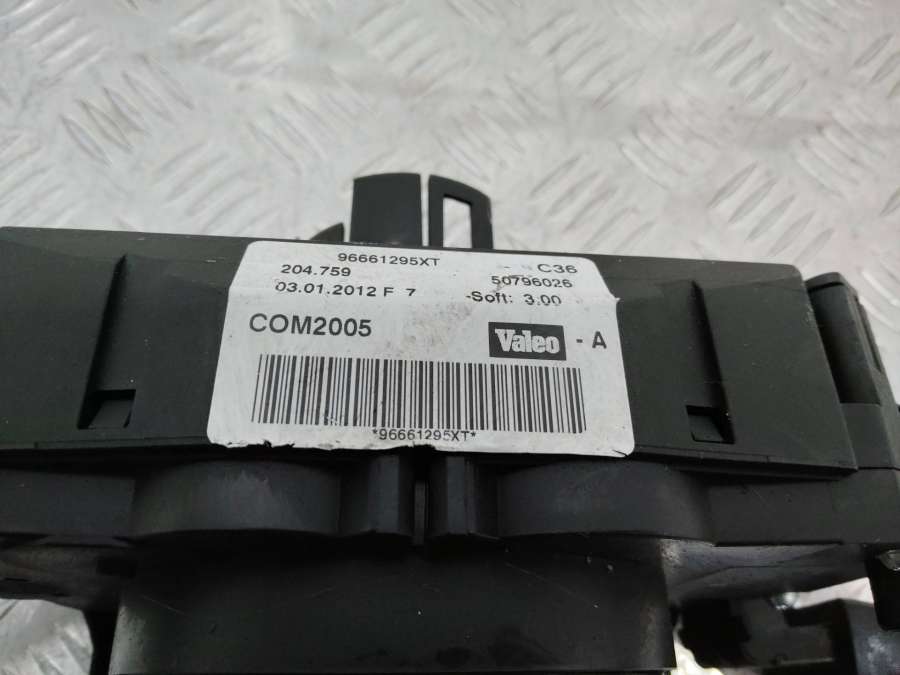 96661295XT
204.759 C36
03.01.2012 F 7 50796026
-Soft: 3.00
COM2005 Valeo - A
*96661295XT*